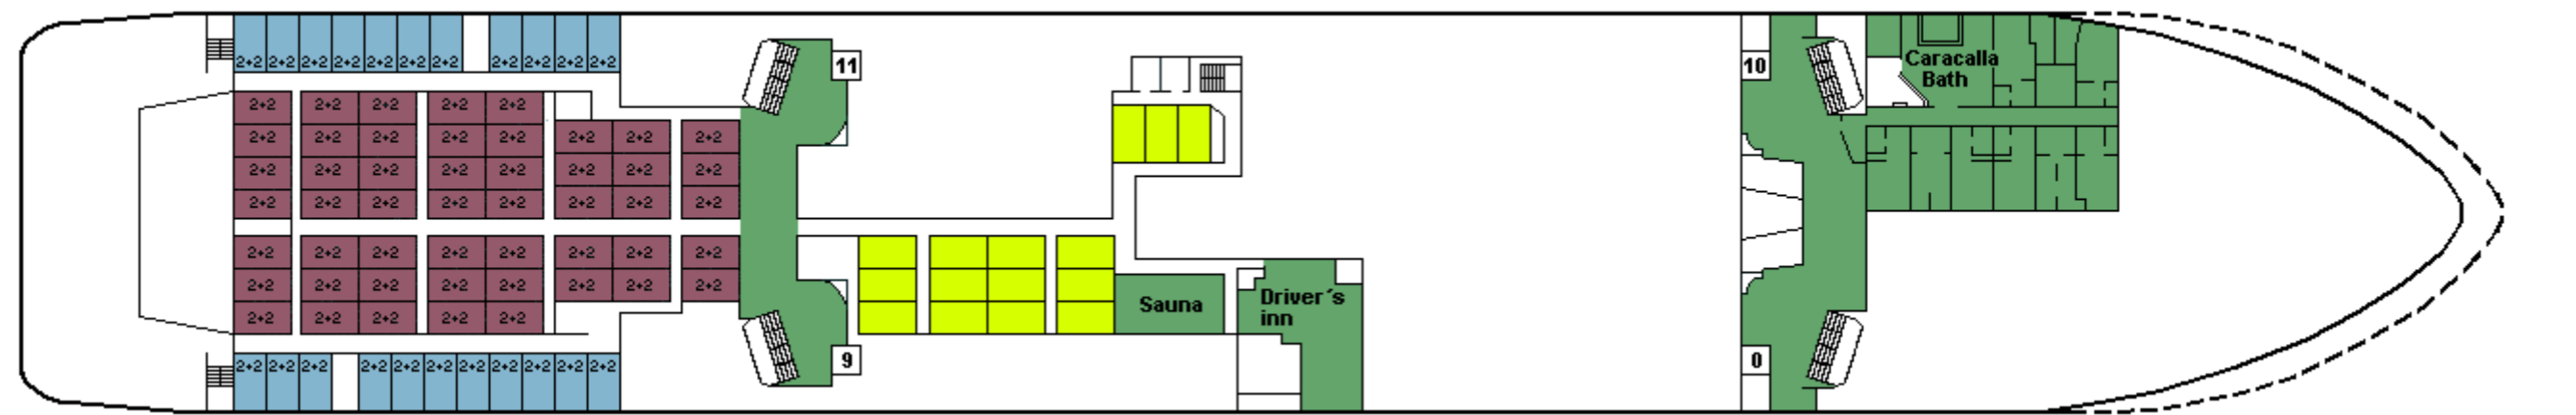 2+2 2+2 2+2 2+2 2+2 2+2 2+2 2+2 2+2 2+2 2+2
11
10
Caracalla
Bath
2+2 2+2 2+2 2+2 2+2
2+2 2+2 2+2 2+2 2+2 2+2 2+2 2+2
2+2 2+2 2+2 2+2 2+2 2+2 2+2 2+2
2+2 2+2 2+2 2+2 2+2 2+2 2+2 2+2
2+2 2+2 2+2 2+2 2+2 2+2 2+2 2+2
2+2 2+2 2+2 2+2 2+2 2+2 2+2 2+2
2+2 2+2 2+2 2+2 2+2
Sauna
Driver´s
inn
9
0
2+2 2+2 2+2 2+2 2+2 2+2 2+2 2+2 2+2 2+2 2+2